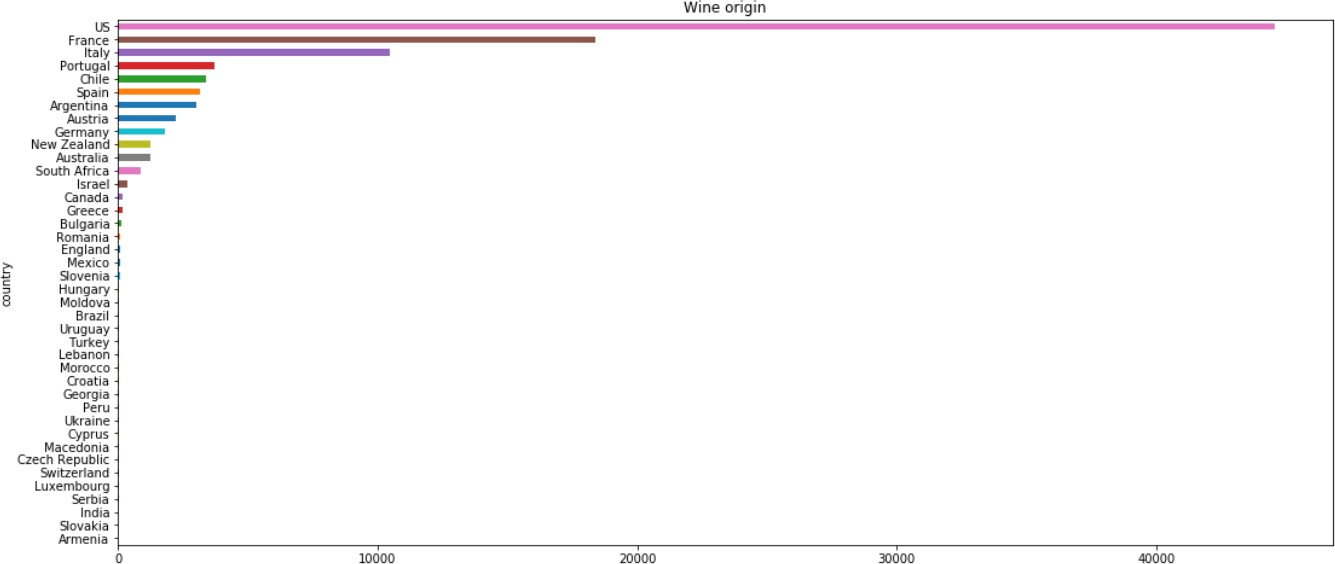 Wine origin
US
France
Italy
Portugal
Chile
Spain
Argentina
Austria
Germany
New Zealand
Australia
South Africa
Israel
Canada
Greece
Bulgaria
Romania
England
Mexico
Slovenia
Hungary
Moldova
Brazil
Uruguay
Turkey
Lebanon
Morocco
Croatia
Georgia
Peru
Ukraine
Cyprus
Macedonia
Czech Republic
Switzerland
Luxembourg
Serbia
India
Slovakia
Armenia
country
0 10000 20000 30000 40000